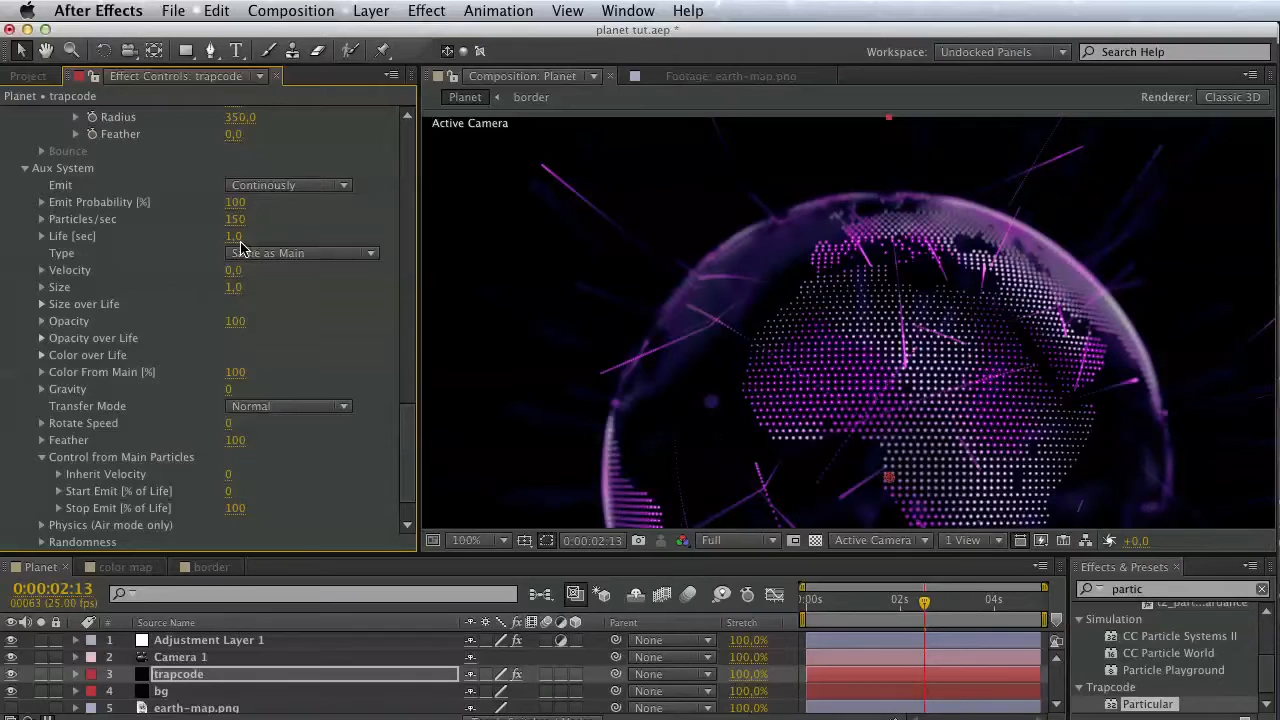 After Effects File Edit Composition Layer Effect Animation View Window Help
planet tut.aep *
Workspace: Undocked Panels Search Help
Project Effect Controls: trapcode Composition: Planet Footage: earth-map.png
Planet • trapcode Planet border Renderer: Classic 3D
Active Camera
Radius 350,0
Feather 0,0
Bounce
Aux System
Emit Continously
Emit Probability [%] 100
Particles/sec 150
Life [sec] 1,0
Type Same as Main
Velocity 0,0
Size 1,0
Size over Life
Opacity 100
Opacity over Life
Color over Life
Color From Main [%] 100
Gravity 0
Transfer Mode Normal
Rotate Speed 0
Feather 100
Control from Main Particles
Inherit Velocity 0
Start Emit [% of Life] 0
Stop Emit [% of Life] 100
Physics (Air mode only)
Randomness
100% 0:00:02:13 Full Active Camera 1 View +0,0
Planet color map border
0:00:02:13
00063 (25.00 fps)
:00s 02s 04s
# Source Name Parent Stretch
1 Adjustment Layer 1 fx None 100,0%
2 Camera 1 None 100,0%
3 trapcode fx None 100,0%
4 bg None 100,0%
5 earth-map.png None 100,0%
Effects & Presets
partic
Simulation
CC Particle Systems II
CC Particle World
Particle Playground
Trapcode
Particular